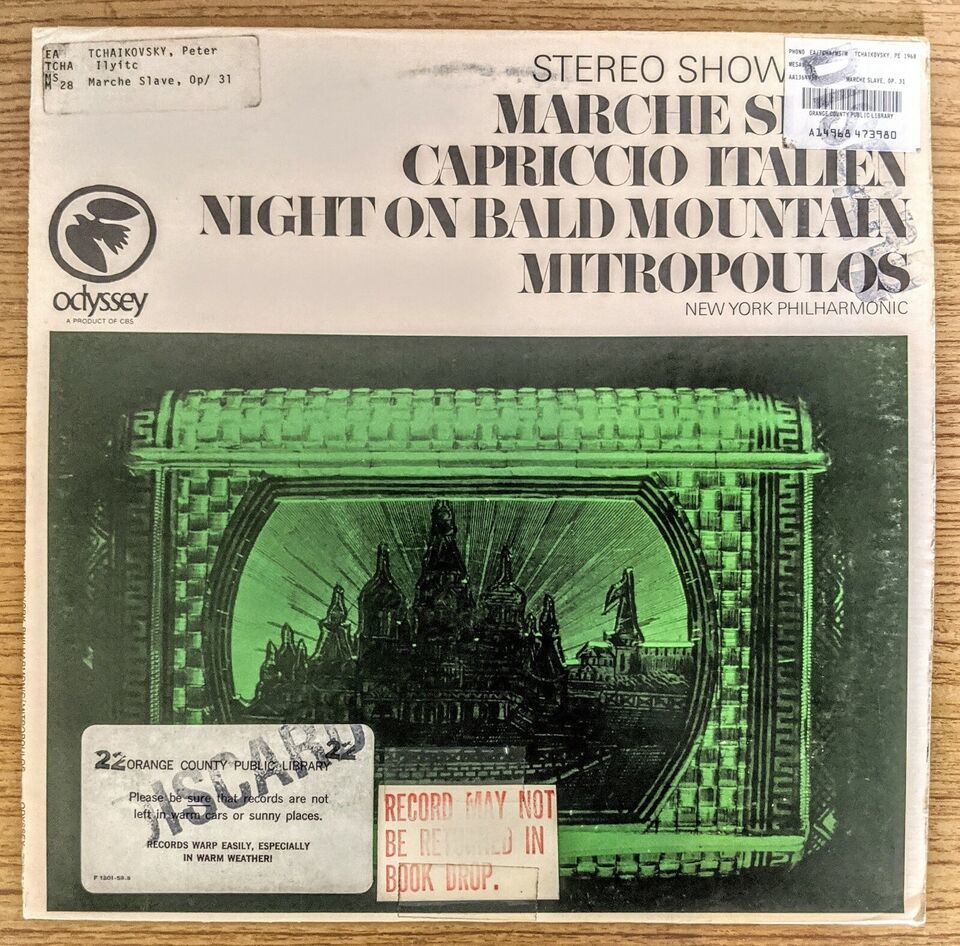 EA TCHAIKOVSKY, Peter
TCHA Ilyitc
MS
M 28 Marche Slave, Op/ 31
STEREO SHOW
MARCHE S
CAPRICCIO ITALIEN
NIGHT ON BALD MOUNTAIN
MITROPOULOS
NEW YORK PHILHARMONIC
PHONO EA/TCHA/MS/M TCHAIKOVSKY, PE 1968
MARCHE SLAVE, OP. 31
ORANGE COUNTY PUBLIC LIBRARY
A14968 473980
odyssey
A PRODUCT OF CBS
22 ORANGE COUNTY PUBLIC LIBRARY 22
DISCARD
Please be sure that records are not
left in warm cars or sunny places.
RECORDS WARP EASILY, ESPECIALLY
IN WARM WEATHER!
F 1201-58.8
RECORD MAY NOT
BE RETURNED IN
BOOK DROP.